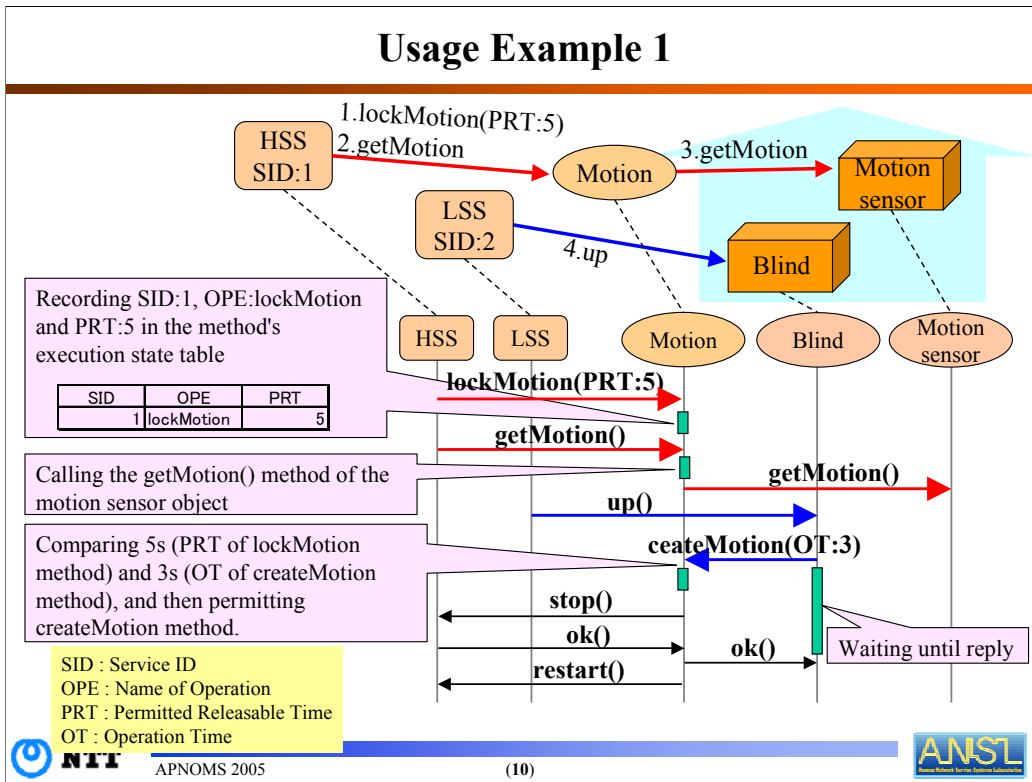 Usage Example 1
1.lockMotion(PRT:5)
2.getMotion
HSS
SID:1
Motion
3.getMotion
Motion
sensor
LSS
SID:2
4.up
Blind
Recording SID:1, OPE:lockMotion
and PRT:5 in the method's
execution state table
SID OPE PRT
1 lockMotion 5
HSS
LSS
Motion
Blind
Motion
sensor
lockMotion(PRT:5)
getMotion()
Calling the getMotion() method of the
motion sensor object
getMotion()
up()
Comparing 5s (PRT of lockMotion
method) and 3s (OT of createMotion
method), and then permitting
createMotion method.
ceateMotion(OT:3)
stop()
ok()
ok()
Waiting until reply
restart()
SID : Service ID
OPE : Name of Operation
PRT : Permitted Releasable Time
OT : Operation Time
NTT
APNOMS 2005
(10)
ANSL
Access Network Service Systems Laboratories